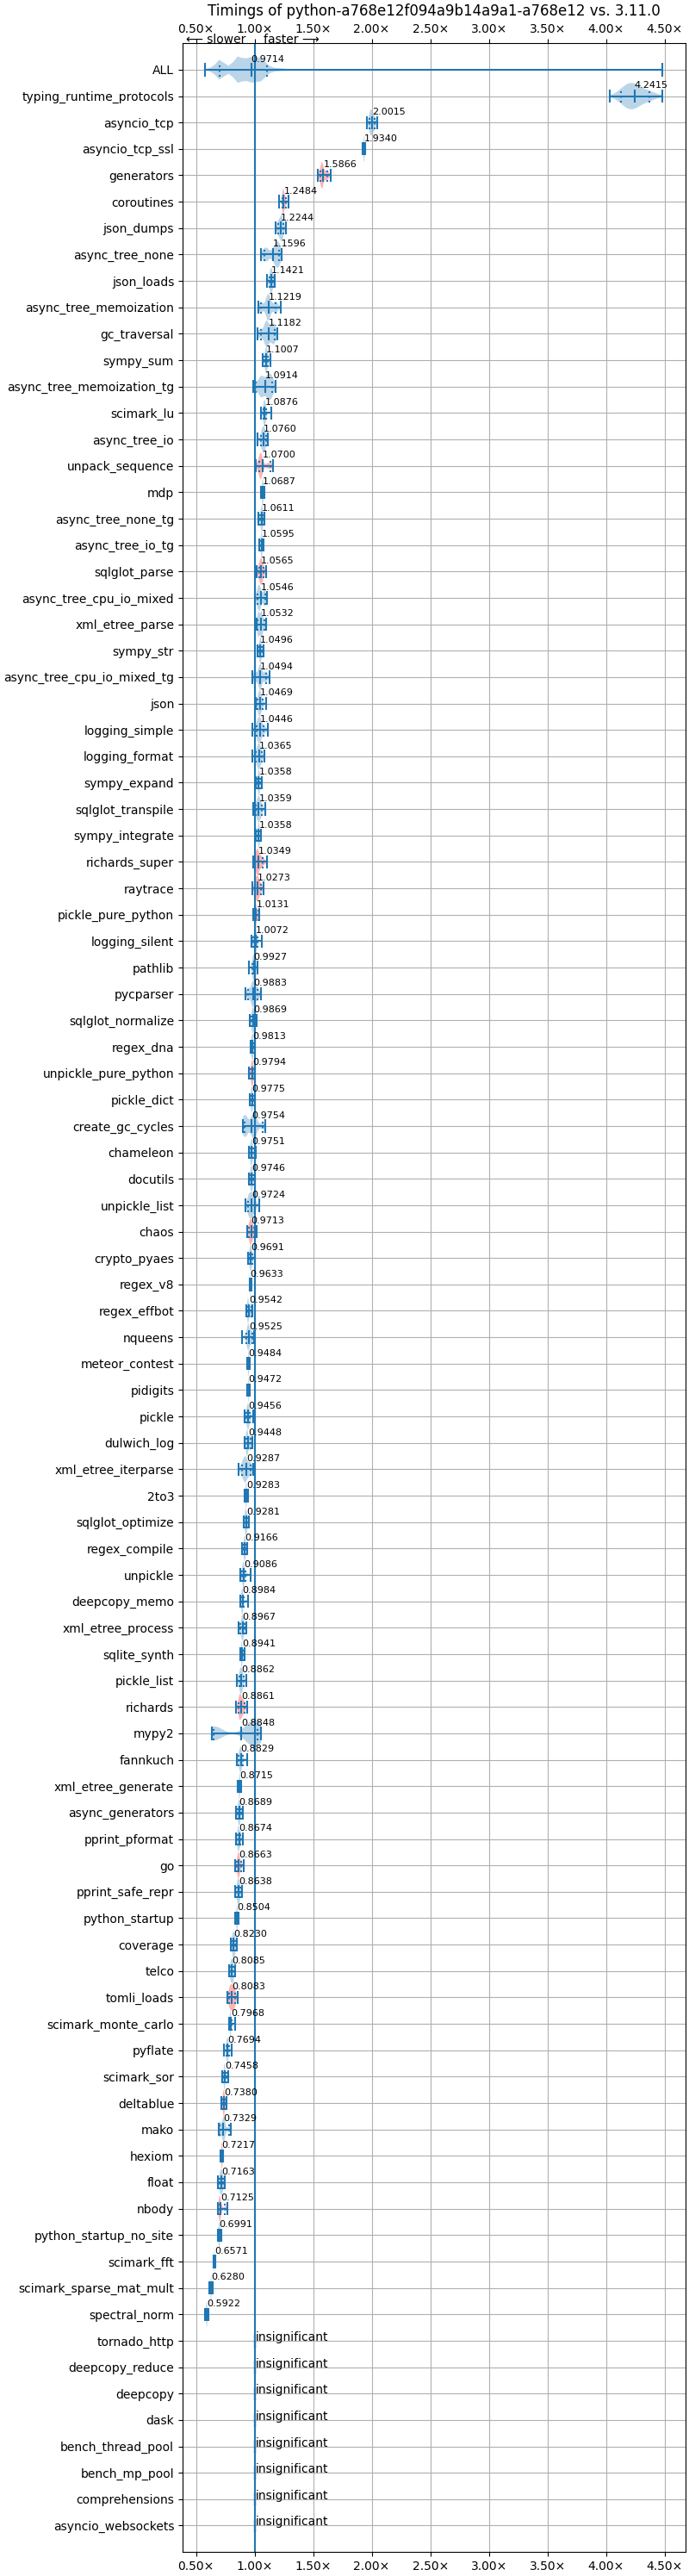 Timings of python-a768e12f094a9b14a9a1-a768e12 vs. 3.11.0
0.50× 1.00× 1.50× 2.00× 2.50× 3.00× 3.50× 4.00× 4.50×
⟵ slower faster ⟶
ALL 0.9714
typing_runtime_protocols 4.2415
asyncio_tcp 2.0015
asyncio_tcp_ssl 1.9340
generators 1.5866
coroutines 1.2484
json_dumps 1.2244
async_tree_none 1.1596
json_loads 1.1421
async_tree_memoization 1.1219
gc_traversal 1.1182
sympy_sum 1.1007
async_tree_memoization_tg 1.0914
scimark_lu 1.0876
async_tree_io 1.0760
unpack_sequence 1.0700
mdp 1.0687
async_tree_none_tg 1.0611
async_tree_io_tg 1.0595
sqlglot_parse 1.0565
async_tree_cpu_io_mixed 1.0546
xml_etree_parse 1.0532
sympy_str 1.0496
async_tree_cpu_io_mixed_tg 1.0494
json 1.0469
logging_simple 1.0446
logging_format 1.0365
sympy_expand 1.0358
sqlglot_transpile 1.0359
sympy_integrate 1.0358
richards_super 1.0349
raytrace 1.0273
pickle_pure_python 1.0131
logging_silent 1.0072
pathlib 0.9927
pycparser 0.9883
sqlglot_normalize 0.9869
regex_dna 0.9813
unpickle_pure_python 0.9794
pickle_dict 0.9775
create_gc_cycles 0.9754
chameleon 0.9751
docutils 0.9746
unpickle_list 0.9724
chaos 0.9713
crypto_pyaes 0.9691
regex_v8 0.9633
regex_effbot 0.9542
nqueens 0.9525
meteor_contest 0.9484
pidigits 0.9472
pickle 0.9456
dulwich_log 0.9448
xml_etree_iterparse 0.9287
2to3 0.9283
sqlglot_optimize 0.9281
regex_compile 0.9166
unpickle 0.9086
deepcopy_memo 0.8984
xml_etree_process 0.8967
sqlite_synth 0.8941
pickle_list 0.8862
richards 0.8861
mypy2 0.8848
fannkuch 0.8829
xml_etree_generate 0.8715
async_generators 0.8689
pprint_pformat 0.8674
go 0.8663
pprint_safe_repr 0.8638
python_startup 0.8504
coverage 0.8230
telco 0.8085
tomli_loads 0.8083
scimark_monte_carlo 0.7968
pyflate 0.7694
scimark_sor 0.7458
deltablue 0.7380
mako 0.7329
hexiom 0.7217
float 0.7163
nbody 0.7125
python_startup_no_site 0.6991
scimark_fft 0.6571
scimark_sparse_mat_mult 0.6280
spectral_norm 0.5922
tornado_http insignificant
deepcopy_reduce insignificant
deepcopy insignificant
dask insignificant
bench_thread_pool insignificant
bench_mp_pool insignificant
comprehensions insignificant
asyncio_websockets insignificant
0.50× 1.00× 1.50× 2.00× 2.50× 3.00× 3.50× 4.00× 4.50×